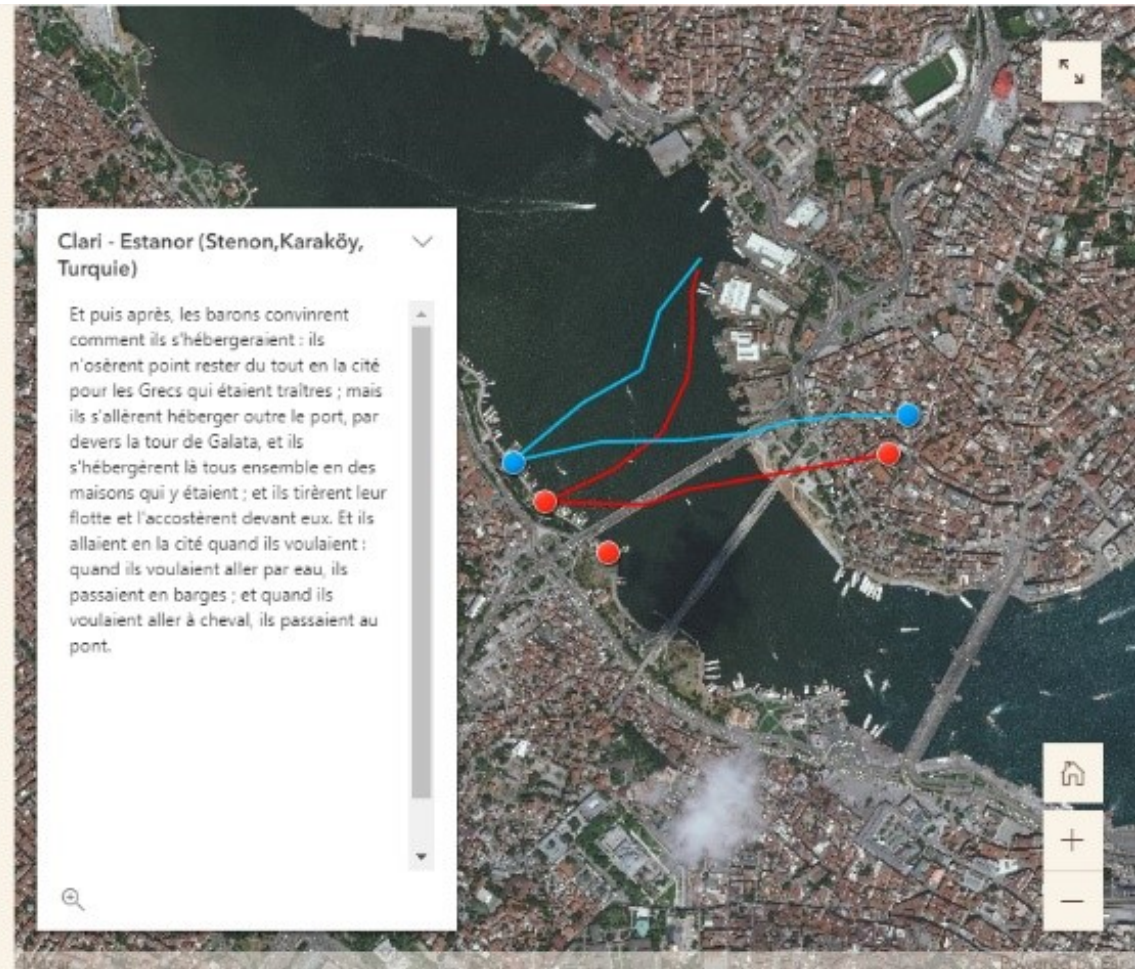 Clari - Estanor (Stenon,Karaköy,
Turquie)
Et puis après, les barons convinrent
comment ils s'hébergeraient : ils
n'osèrent point rester du tout en la cité
pour les Grecs qui étaient traîtres ; mais
ils s'allèrent héberger outre le port, par
devers la tour de Galata, et ils
s'hébergèrent là tous ensemble en des
maisons qui y étaient ; et ils tirèrent leur
flotte et l'accostèrent devant eux. Et ils
allaient en la cité quand ils voulaient :
quand ils voulaient aller par eau, ils
passaient en barges ; et quand ils
voulaient aller à cheval, ils passaient au
pont.